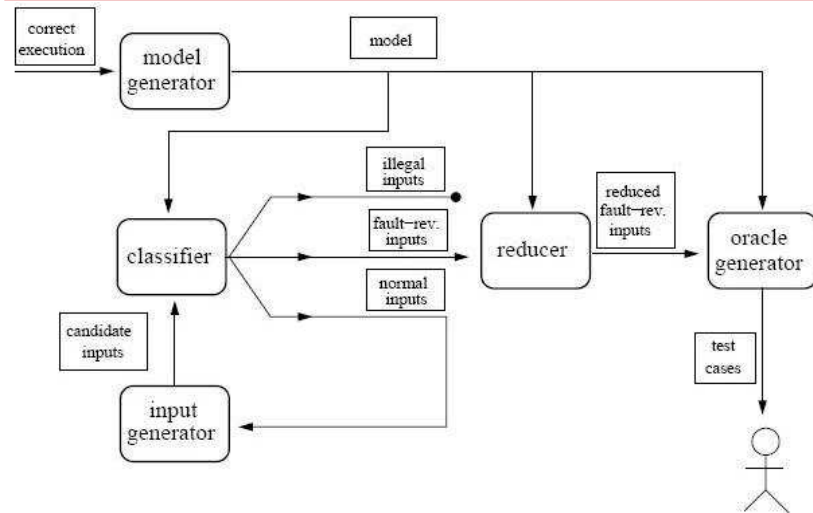 correct
execution
model
generator
model
illegal
inputs
fault-rev.
inputs
normal
inputs
classifier
reducer
reduced
fault-rev.
inputs
oracle
generator
candidate
inputs
input
generator
test
cases